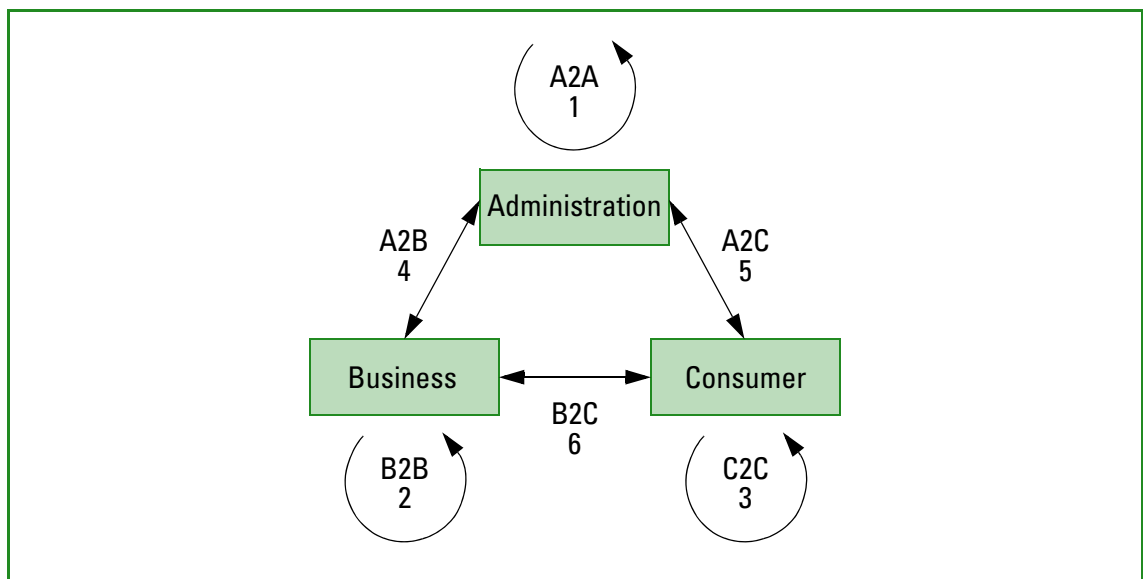 A2A
1
Administration
A2B
4
A2C
5
Business
Consumer
B2C
6
B2B
2
C2C
3